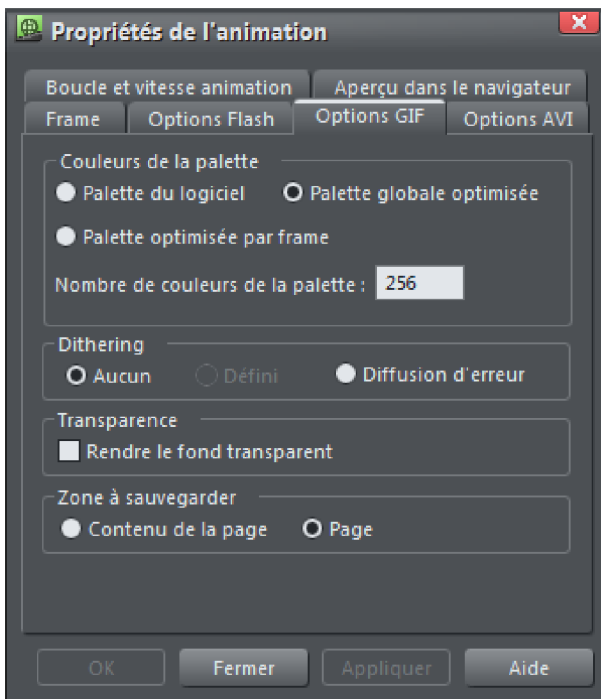 Propriétés de l'animation
Boucle et vitesse animation Aperçu dans le navigateur
Frame Options Flash Options GIF Options AVI
Couleurs de la palette
Palette du logiciel Palette globale optimisée
Palette optimisée par frame
Nombre de couleurs de la palette : 256
Dithering
Aucun Défini Diffusion d'erreur
Transparence
Rendre le fond transparent
Zone à sauvegarder
Contenu de la page Page
OK Fermer Appliquer Aide